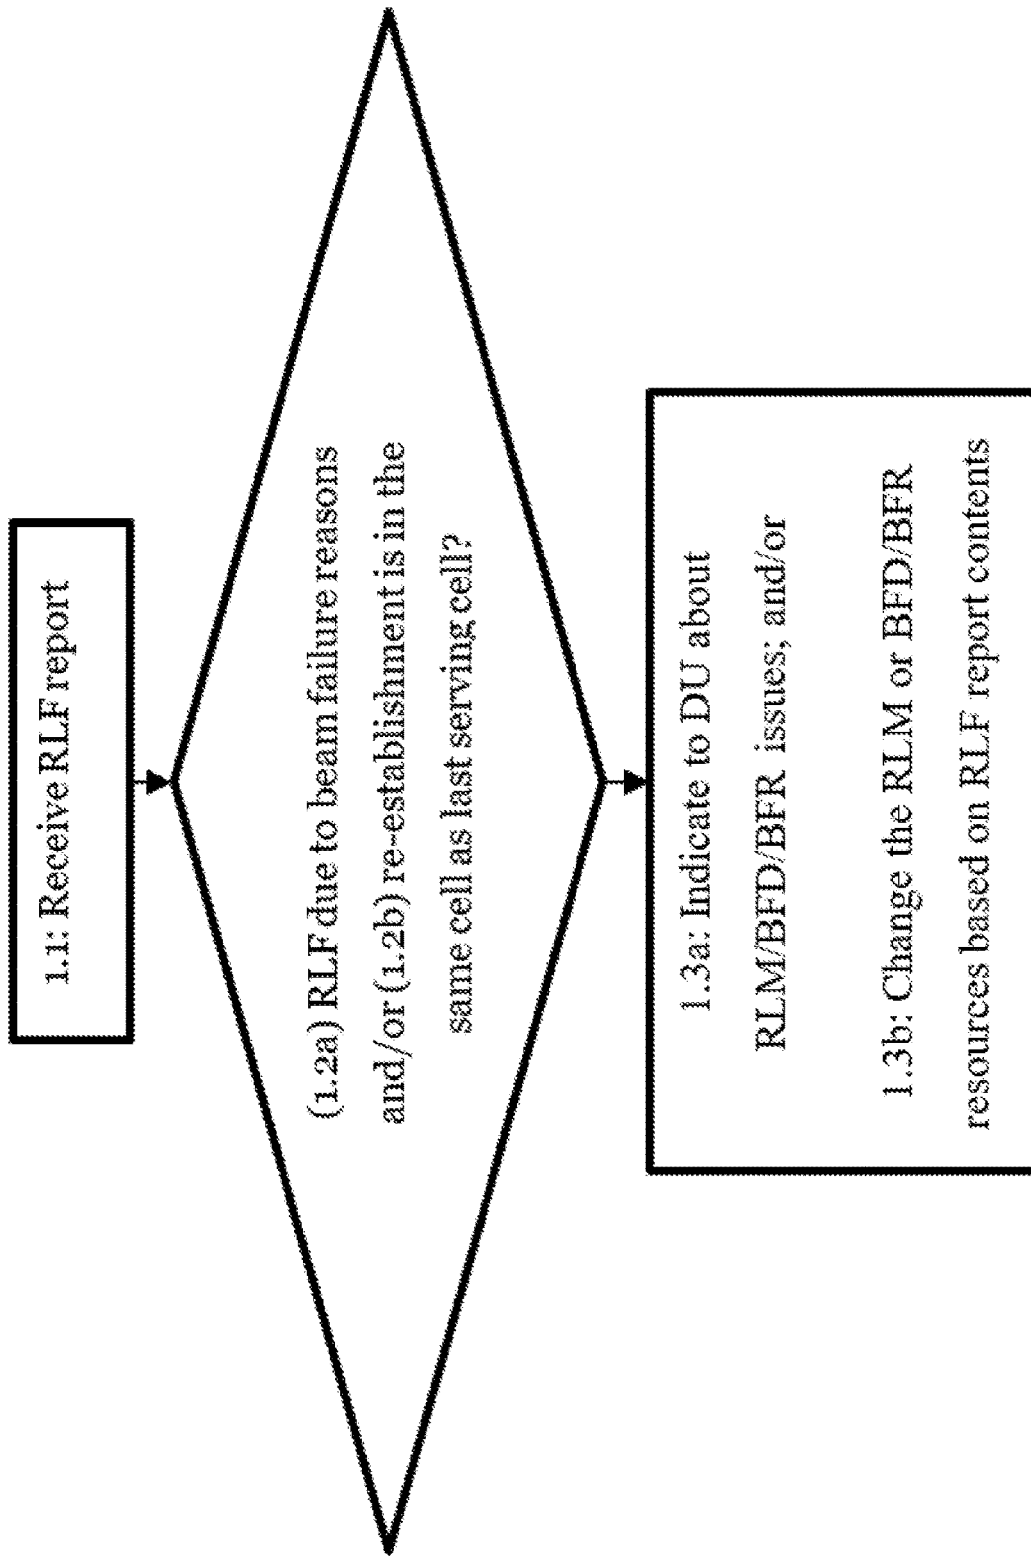 1.1: Receive RLF report
(1.2a) RLF due to beam failure reasons
and/or (1.2b) re-establishment is in the
same cell as last serving cell?
1.3a: Indicate to DU about
RLM/BFD/BFR issues; and/or
1.3b: Change the RLM or BFD/BFR
resources based on RLF report contents